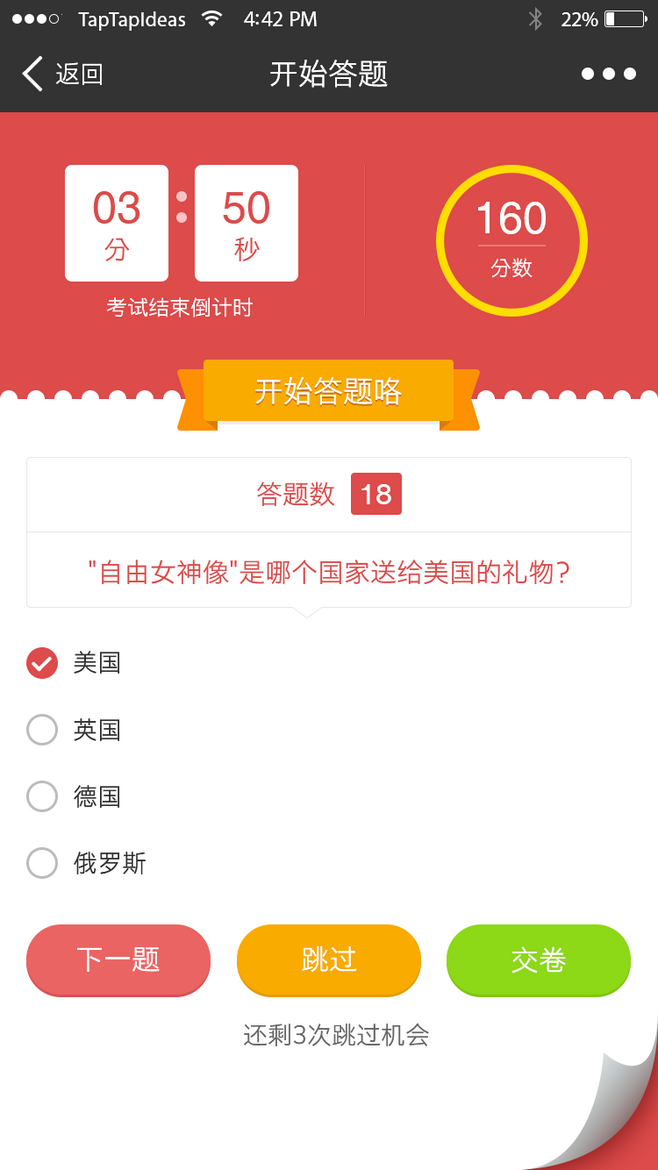 TapTapIdeas 4:42 PM 22%
返回 开始答题
03 : 50
分 秒
考试结束倒计时
160
分数
开始答题咯
答题数 18
"自由女神像"是哪个国家送给美国的礼物?
美国
英国
德国
俄罗斯
下一题 跳过 交卷
还剩3次跳过机会